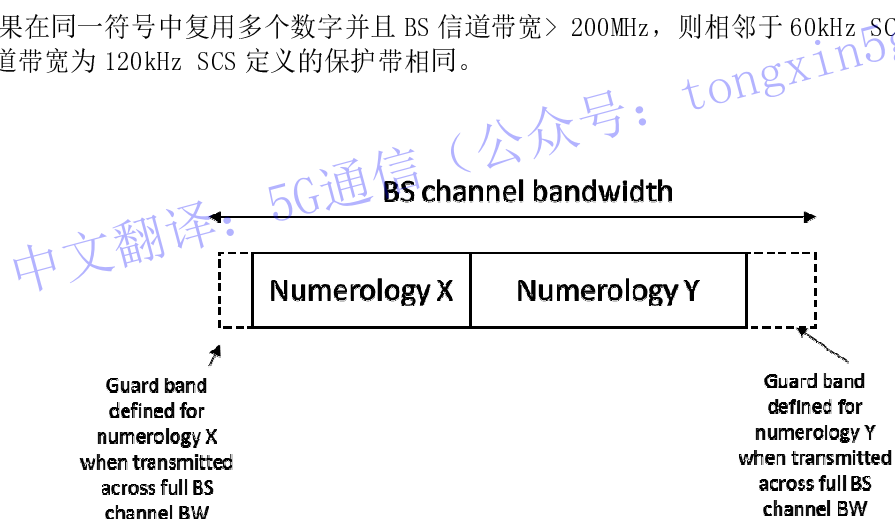 果在同一符号中复用多个数字并且 BS 信道带宽> 200MHz，则相邻于 60kHz SC
道带宽为 120kHz SCS 定义的保护带相同。
中文翻译：5G通信（公众号：tongxin5g
BS channel bandwidth
Numerology X
Numerology Y
Guard band
defined for
numerology X
when transmitted
across full BS
channel BW
Guard band
defined for
numerology Y
when transmitted
across full BS
channel BW